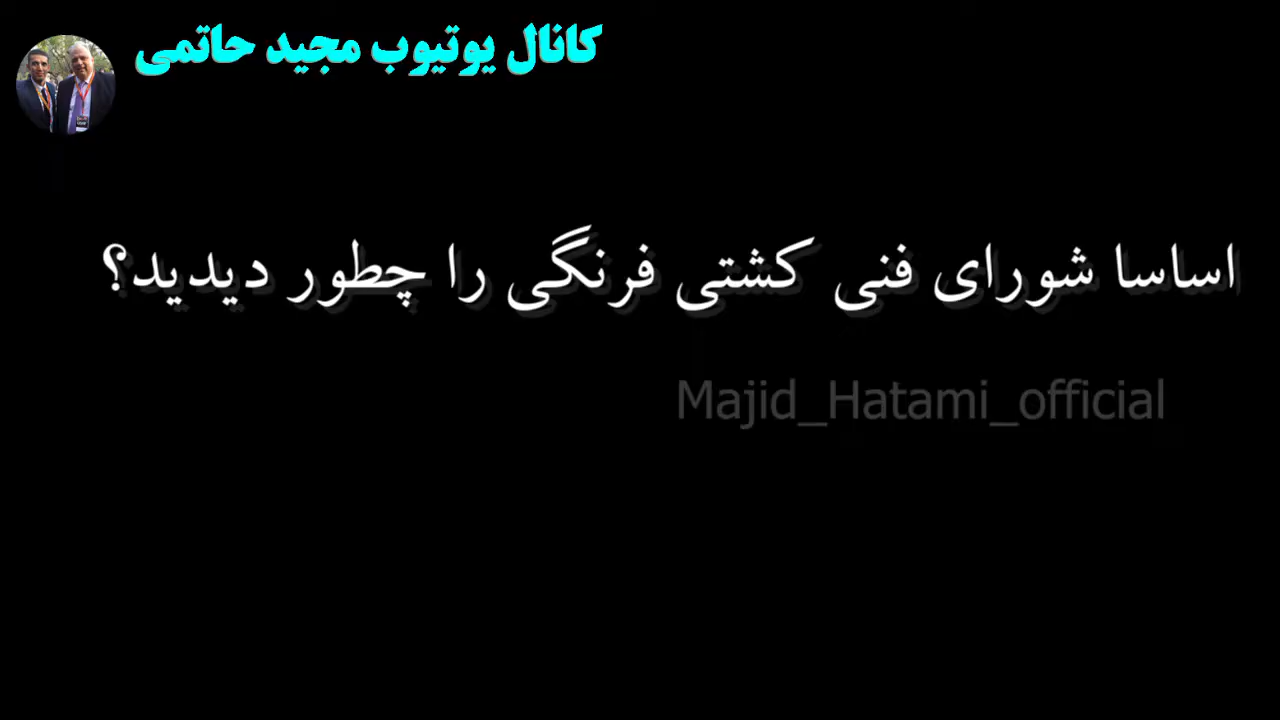 کانال یوتیوب مجید حاتمی
اساسا شورای فنی کشتی فرنگی را چطور دیدید؟
Majid_Hatami_official